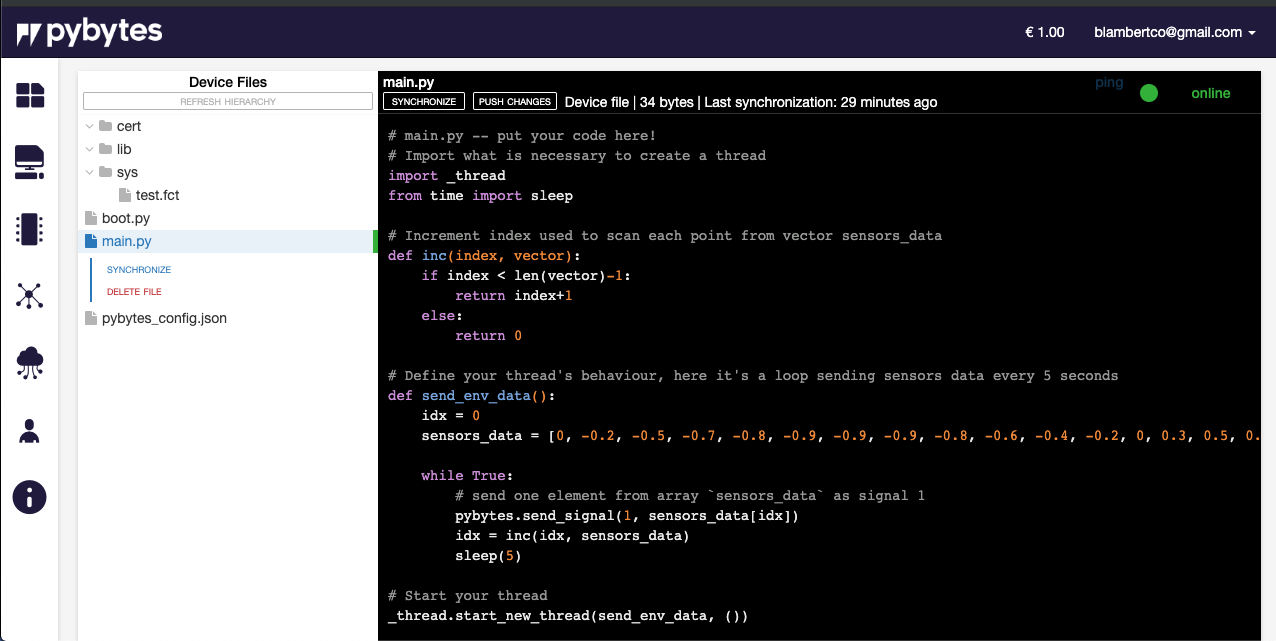 pybytes
€ 1.00
blambertco@gmail.com
Device Files
REFRESH HIERARCHY
cert
lib
sys
test.fct
boot.py
main.py
SYNCHRONIZE
DELETE FILE
pybytes_config.json
main.py
SYNCHRONIZE
PUSH CHANGES
Device file | 34 bytes | Last synchronization: 29 minutes ago
ping
online
# main.py -- put your code here!
# Import what is necessary to create a thread
import _thread
from time import sleep
# Increment index used to scan each point from vector sensors_data
def inc(index, vector):
    if index < len(vector)-1:
        return index+1
    else:
        return 0
# Define your thread's behaviour, here it's a loop sending sensors data every 5 seconds
def send_env_data():
    idx = 0
    sensors_data = [0, -0.2, -0.5, -0.7, -0.8, -0.9, -0.9, -0.9, -0.8, -0.6, -0.4, -0.2, 0, 0.3, 0.5, 0.
    while True:
        # send one element from array `sensors_data` as signal 1
        pybytes.send_signal(1, sensors_data[idx])
        idx = inc(idx, sensors_data)
        sleep(5)
# Start your thread
_thread.start_new_thread(send_env_data, ())